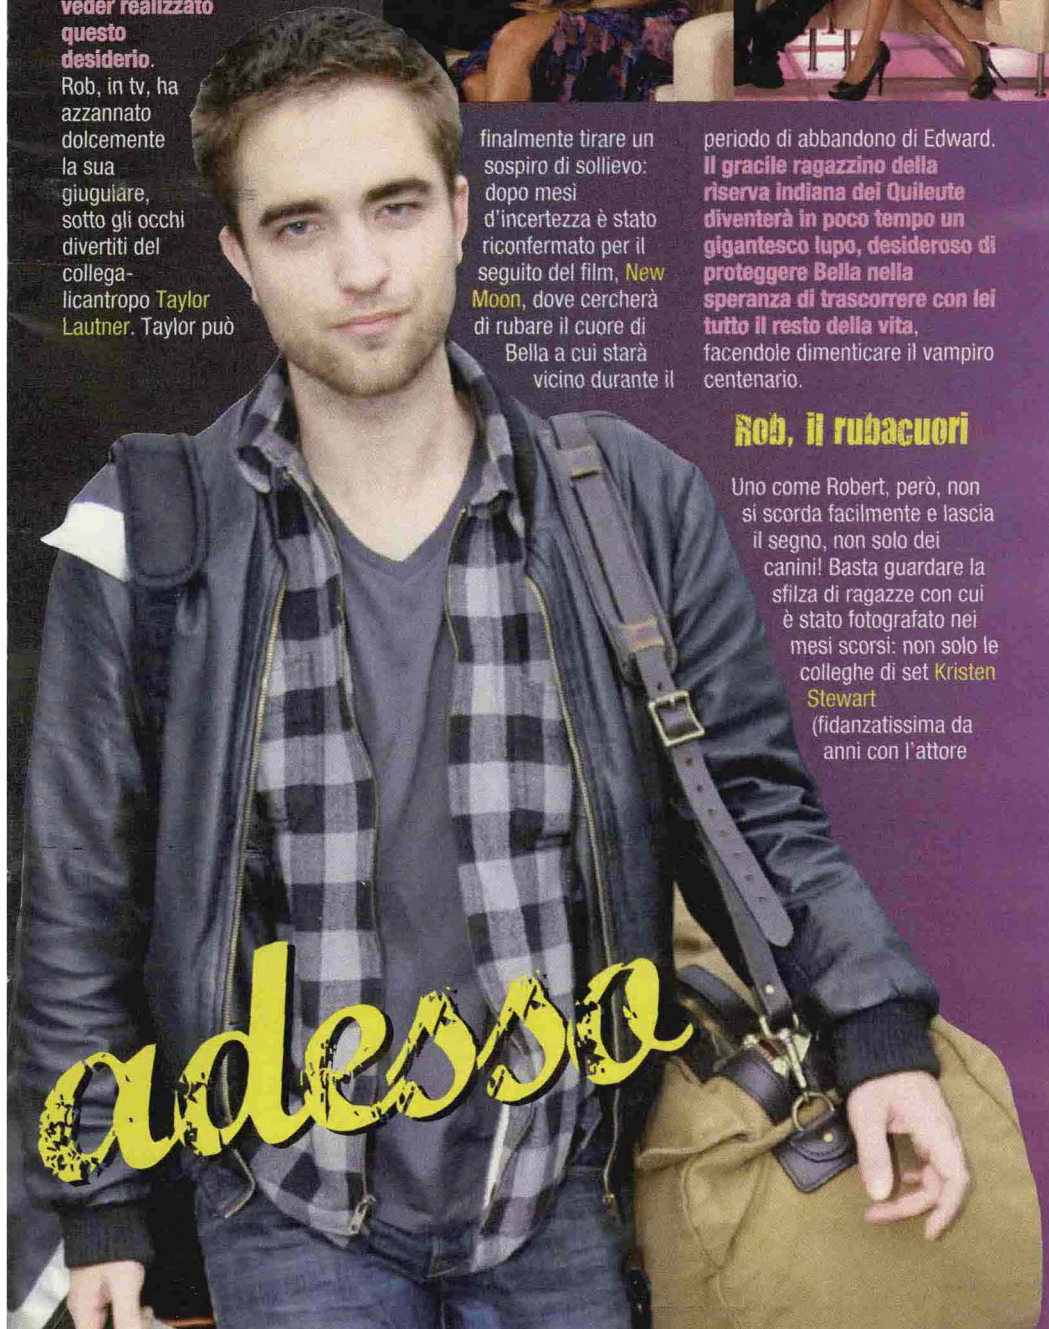 veder realizzato
questo
desiderio.
Rob, in tv, ha
azzannato
dolcemente
la sua
giugulare,
sotto gli occhi
divertiti del
collega-
licantropo Taylor
Lautner. Taylor può
finalmente tirare un
sospiro di sollievo:
dopo mesi
d'incertezza è stato
riconfermato per il
seguito del film, New
Moon, dove cercherà
di rubare il cuore di
Bella a cui starà
vicino durante il
periodo di abbandono di Edward.
Il gracile ragazzino della
riserva indiana dei Quileute
diventerà in poco tempo un
gigantesco lupo, desideroso di
proteggere Bella nella
speranza di trascorrere con lei
tutto il resto della vita,
facendole dimenticare il vampiro
centenario.
Rob, il rubacuori
Uno come Robert, però, non
si scorda facilmente e lascia
il segno, non solo dei
canini! Basta guardare la
sfilza di ragazze con cui
è stato fotografato nei
mesi scorsi: non solo le
colleghe di set Kristen
Stewart
(fidanzatissima da
anni con l'attore
adesso